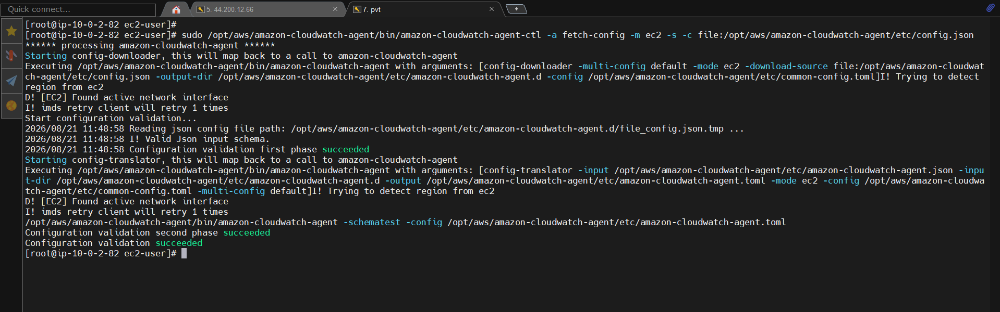 Quick connect...
5. 44.200.12.66
7. pvt
[root@ip-10-0-2-82 ec2-user]#
[root@ip-10-0-2-82 ec2-user]# sudo /opt/aws/amazon-cloudwatch-agent/bin/amazon-cloudwatch-agent-ctl -a fetch-config -m ec2 -s -c file:/opt/aws/amazon-cloudwatch-agent/etc/config.json
****** processing amazon-cloudwatch-agent ******
Starting config-downloader, this will map back to a call to amazon-cloudwatch-agent
Executing /opt/aws/amazon-cloudwatch-agent/bin/amazon-cloudwatch-agent with arguments: [config-downloader -multi-config default -mode ec2 -download-source file:/opt/aws/amazon-cloudwat
ch-agent/etc/config.json -output-dir /opt/aws/amazon-cloudwatch-agent/etc/amazon-cloudwatch-agent.d -config /opt/aws/amazon-cloudwatch-agent/etc/common-config.toml]I! Trying to detect
region from ec2
D! [EC2] Found active network interface
I! imds retry client will retry 1 times
Start configuration validation...
2026/08/21 11:48:58 Reading json config file path: /opt/aws/amazon-cloudwatch-agent/etc/amazon-cloudwatch-agent.d/file_config.json.tmp ...
2026/08/21 11:48:58 I! Valid Json input schema.
2026/08/21 11:48:58 Configuration validation first phase succeeded
Starting config-translator, this will map back to a call to amazon-cloudwatch-agent
Executing /opt/aws/amazon-cloudwatch-agent/bin/amazon-cloudwatch-agent with arguments: [config-translator -input /opt/aws/amazon-cloudwatch-agent/etc/amazon-cloudwatch-agent.json -inpu
t-dir /opt/aws/amazon-cloudwatch-agent/etc/amazon-cloudwatch-agent.d -output /opt/aws/amazon-cloudwatch-agent/etc/amazon-cloudwatch-agent.toml -mode ec2 -config /opt/aws/amazon-cloudwa
tch-agent/etc/common-config.toml -multi-config default]I! Trying to detect region from ec2
D! [EC2] Found active network interface
I! imds retry client will retry 1 times
/opt/aws/amazon-cloudwatch-agent/bin/amazon-cloudwatch-agent -schematest -config /opt/aws/amazon-cloudwatch-agent/etc/amazon-cloudwatch-agent.toml
Configuration validation second phase succeeded
Configuration validation succeeded
[root@ip-10-0-2-82 ec2-user]#